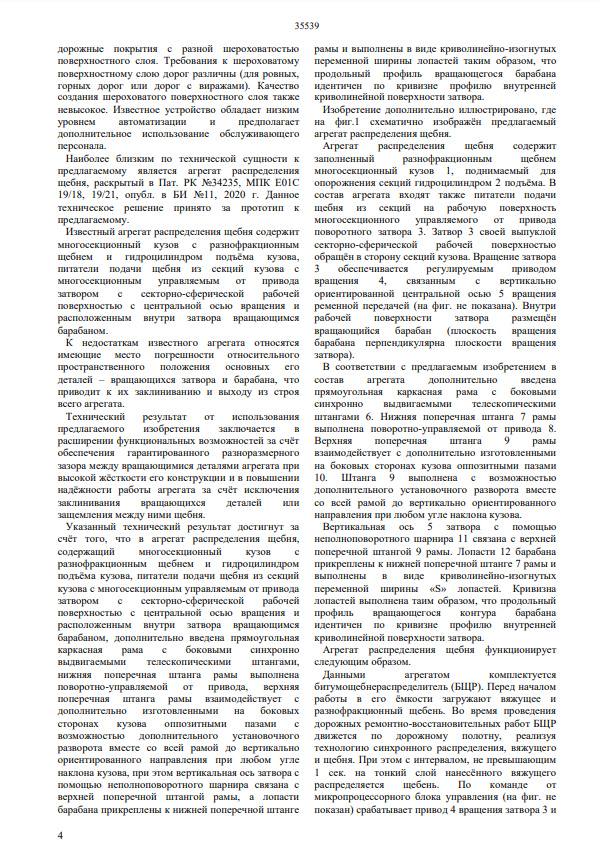 35539
дорожные покрытия с разной шероховатостью
поверхностного слоя. Требования к шероховатому
поверхностному слою дорог различны (для ровных,
горных дорог или дорог с виражами). Качество
создания шероховатого поверхностного слоя также
невысокое. Известное устройство обладает низким
уровнем автоматизации и предполагает
дополнительное использование обслуживающего
персонала.
Наиболее близким по технической сущности к
предлагаемому является агрегат распределения
щебня, раскрытый в Пат. РК №34235, МПК Е01С
19/18, 19/21, опубл. в БИ №11, 2020 г. Данное
техническое решение принято за прототип к
предлагаемому.
Известный агрегат распределения щебня содержит
многосекционный кузов с разнофракционным
щебнем и гидроцилиндром подъёма кузова,
питатели подачи щебня из секций кузова с
многосекционным управляемым от привода
затвором с секторно-сферической рабочей
поверхностью с центральной осью вращения и
расположенным внутри затвора вращающимся
барабаном.
К недостаткам известного агрегата относятся
имеющие место погрешности относительного
пространственного положения основных его
деталей – вращающихся затвора и барабана, что
приводит к их заклиниванию и выходу из строя
всего агрегата.
Технический результат от использования
предлагаемого изобретения заключается в
расширении функциональных возможностей за счёт
обеспечения гарантированного разноразмерного
зазора между вращающимися деталями агрегата при
высокой жёсткости его конструкции и в повышении
надёжности работы агрегата за счёт исключения
заклинивания вращающихся деталей или
защемления между ними щебня.
Указанный технический результат достигнут за
счёт того, что в агрегат распределения щебня,
содержащий многосекционный кузов с
разнофракционным щебнем и гидроцилиндром
подъёма кузова, питатели подачи щебня из секций
кузова с многосекционным управляемым от привода
затвором с секторно-сферической рабочей
поверхностью с центральной осью вращения и
расположенным внутри затвора вращающимся
барабаном, дополнительно введена прямоугольная
каркасная рама с боковыми синхронно
выдвигаемыми телескопическими штангами,
нижняя поперечная штанга рамы выполнена
поворотно-управляемой от привода, верхняя
поперечная штанга рамы взаимодействует с
дополнительно изготовленными на боковых
сторонах кузова оппозитными пазами с
возможностью дополнительного установочного
разворота вместе со всей рамой до вертикально
ориентированного направления при любом угле
наклона кузова, при этом вертикальная ось затвора с
помощью неполноповоротного шарнира связана с
верхней поперечной штангой рамы, а лопасти
барабана прикреплены к нижней поперечной штанге
рамы и выполнены в виде криволинейно-изогнутых
переменной ширины лопастей таким образом, что
продольный профиль вращающегося барабана
идентичен по кривизне профилю внутренней
криволинейной поверхности затвора.
Изобретение дополнительно иллюстрировано, где
на фиг.1 схематично изображён предлагаемый
агрегат распределения щебня.
Агрегат распределения щебня содержит
заполненный разнофракционным щебнем
многосекционный кузов 1, поднимаемый для
опорожнения секций гидроцилиндром 2 подъёма. В
состав агрегата входят также питатели подачи
щебня из секций на рабочую поверхность
многосекционного управляемого от привода
поворотного затвора 3. Затвор 3 своей выпуклой
секторно-сферической рабочей поверхностью
обращён в сторону секций кузова. Вращение затвора
3 обеспечивается регулируемым приводом
вращения 4, связанным с вертикально
ориентированной центральной осью 5 вращения
ременной передачей (на фиг. не показана). Внутри
рабочей поверхности затвора размещён
вращающийся барабан (плоскость вращения
барабана перпендикулярна плоскости вращения
затвора).
В соответствии с предлагаемым изобретением в
состав агрегата дополнительно введена
прямоугольная каркасная рама с боковыми
синхронно выдвигаемыми телескопическими
штангами 6. Нижняя поперечная штанга 7 рамы
выполнена поворотно-управляемой от привода 8.
Верхняя поперечная штанга 9 рамы
взаимодействует с дополнительно изготовленными
на боковых сторонах кузова оппозитными пазами
10. Штанга 9 выполнена с возможностью
дополнительного установочного разворота вместе
со всей рамой до вертикально ориентированного
направления при любом угле наклона кузова.
Вертикальная ось 5 затвора с помощью
неполноповоротного шарнира 11 связана с верхней
поперечной штангой 9 рамы. Лопасти 12 барабана
прикреплены к нижней поперечной штанге 7 рамы и
выполнены в виде криволинейно-изогнутых
переменной ширины «S» лопастей. Кривизна
лопастей выполнена таим образом, что продольный
профиль вращающегося контура барабана
идентичен по кривизне профилю внутренней
криволинейной поверхности затвора.
Агрегат распределения щебня функционирует
следующим образом.
Данными агрегатом комплектуется
битумощебнераспределитель (БЩР). Перед началом
работы в его ёмкости загружают вяжущее и
разнофракционный щебень. Во время проведения
дорожных ремонтно-восстановительных работ БЩР
движется по дорожному полотну, реализуя
технологию синхронного распределения, вяжущего
и щебня. При этом с интервалом, не превышающим
1 сек. на тонкий слой нанесённого вяжущего
распределяется щебень. По команде от
микропроцессорного блока управления (на фиг. не
показан) срабатывает привод 4 вращения затвора 3 и
4